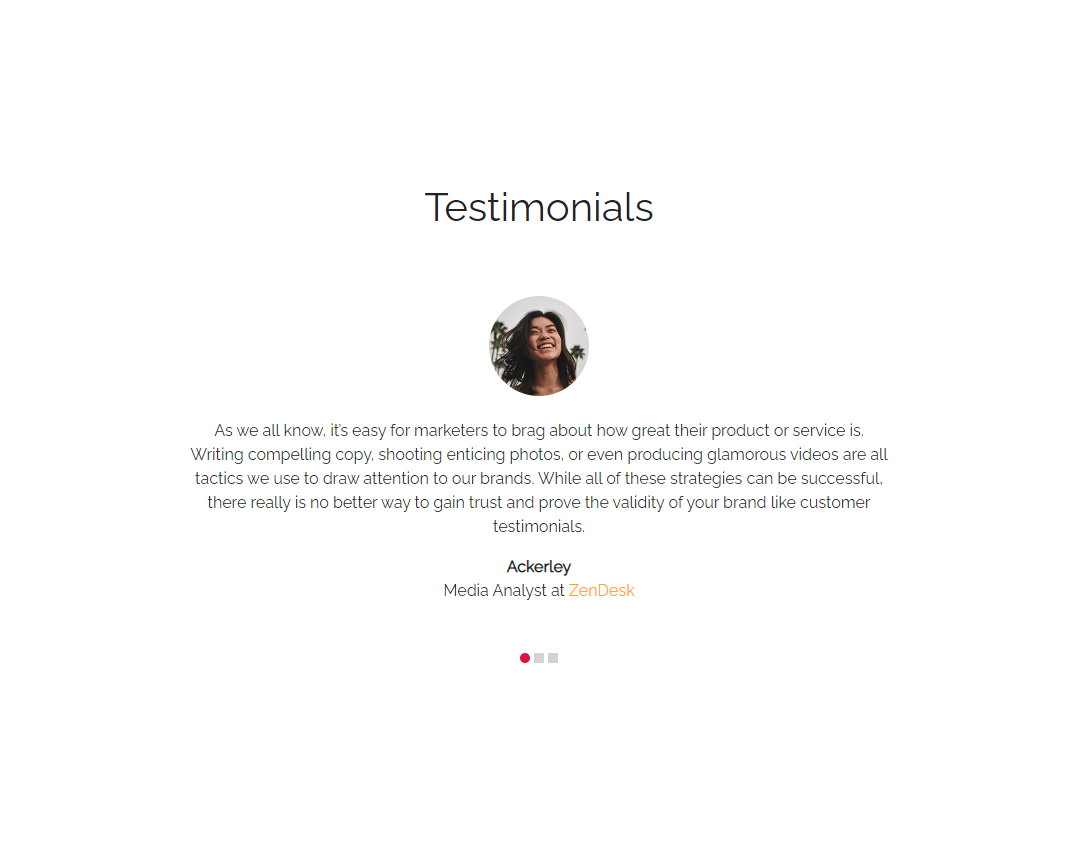 Testimonials
As we all know, it's easy for marketers to brag about how great their product or service is.
Writing compelling copy, shooting enticing photos, or even producing glamorous videos are all
tactics we use to draw attention to our brands. While all of these strategies can be successful,
there really is no better way to gain trust and prove the validity of your brand like customer
testimonials.
Ackerley
Media Analyst at ZenDesk